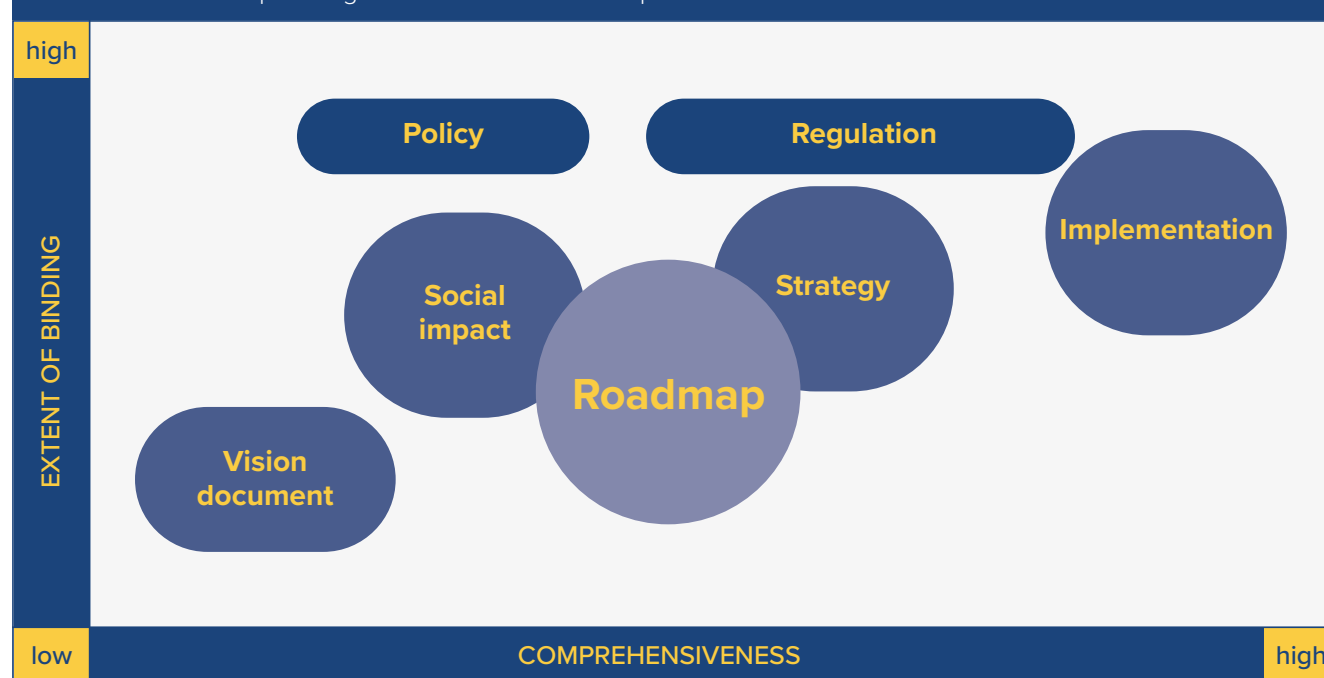 high
Policy
Regulation
Implementation
Strategy
Social
impact
Roadmap
Vision
document
EXTENT OF BINDING
low
COMPREHENSIVENESS
high